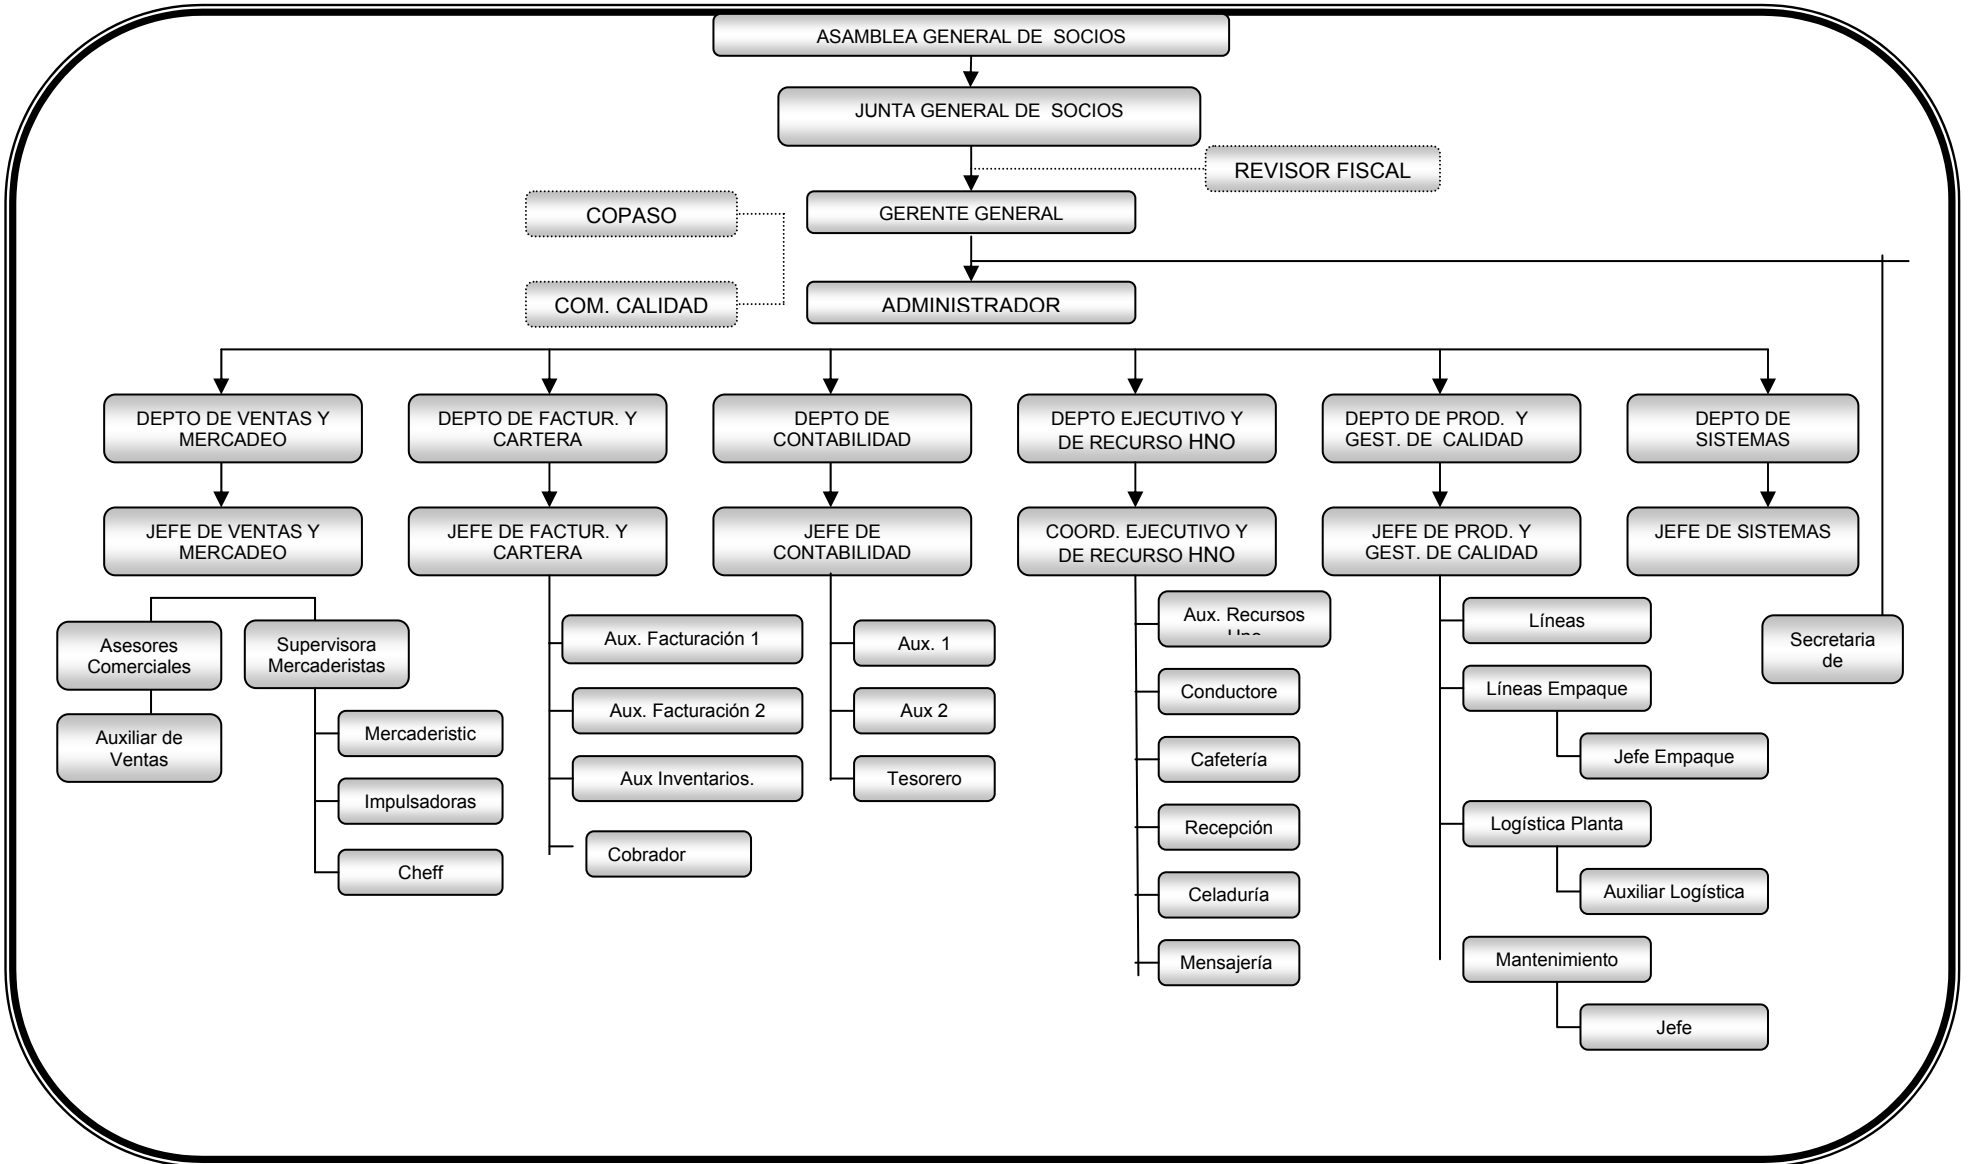 ASAMBLEA GENERAL DE SOCIOS
JUNTA GENERAL DE SOCIOS
REVISOR FISCAL
COPASO
GERENTE GENERAL
COM. CALIDAD
ADMINISTRADOR
DEPTO DE VENTAS Y
MERCADEO
DEPTO DE FACTUR. Y
CARTERA
DEPTO DE
CONTABILIDAD
DEPTO EJECUTIVO Y
DE RECURSO HNO
DEPTO DE PROD. Y
GEST. DE CALIDAD
DEPTO DE
SISTEMAS
JEFE DE VENTAS Y
MERCADEO
JEFE DE FACTUR. Y
CARTERA
JEFE DE
CONTABILIDAD
COORD. EJECUTIVO Y
DE RECURSO HNO
JEFE DE PROD. Y
GEST. DE CALIDAD
JEFE DE SISTEMAS
Asesores
Comerciales
Supervisora
Mercaderistas
Auxiliar de
Ventas
Mercaderistic
Impulsadoras
Cheff
Aux. Facturación 1
Aux. Facturación 2
Aux Inventarios.
Cobrador
Aux. 1
Aux 2
Tesorero
Aux. Recursos
Conductore
Cafetería
Recepción
Celaduría
Mensajería
Líneas
Líneas Empaque
Jefe Empaque
Logística Planta
Auxiliar Logística
Mantenimiento
Jefe
Secretaria
de